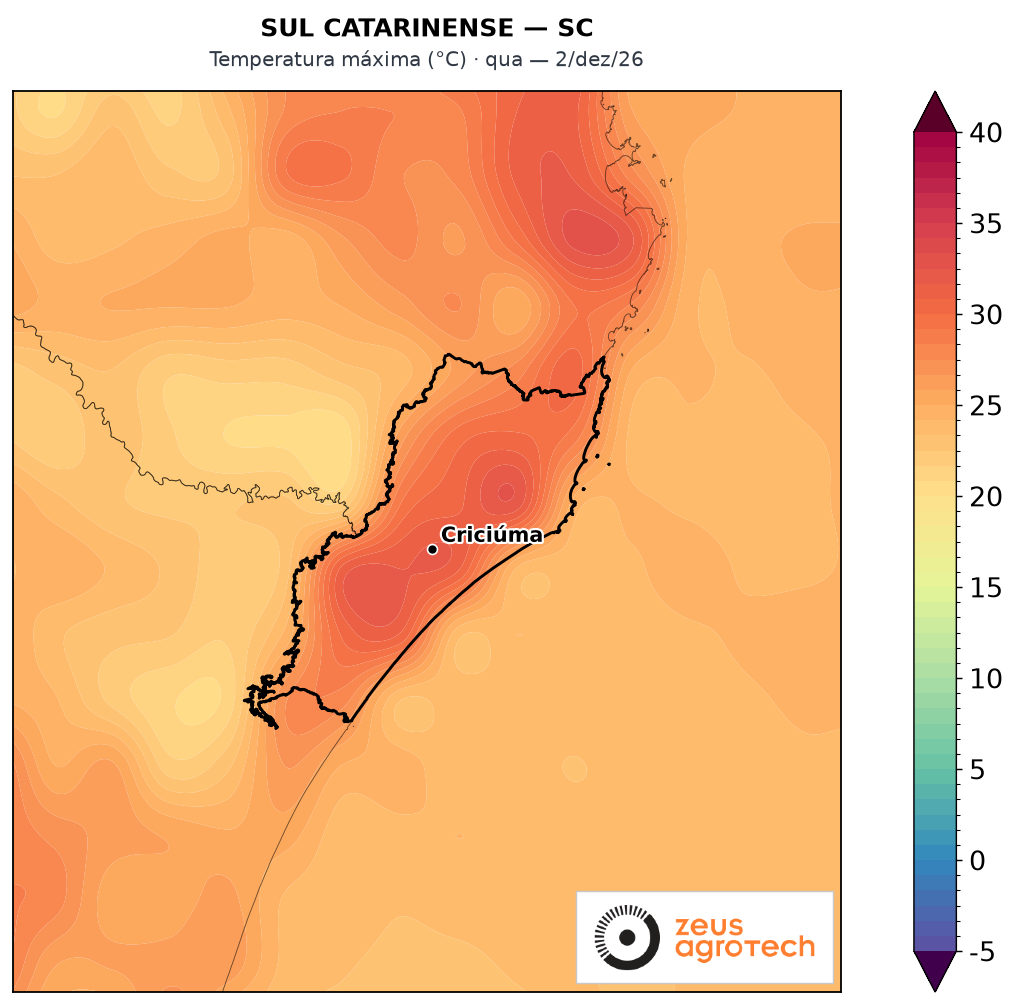 SUL CATARINENSE — SC
Temperatura máxima (°C) · qua — 2/dez/26
40
35
30
25
20
15
10
5
0
-5
Criciúma
zeus
agrotech